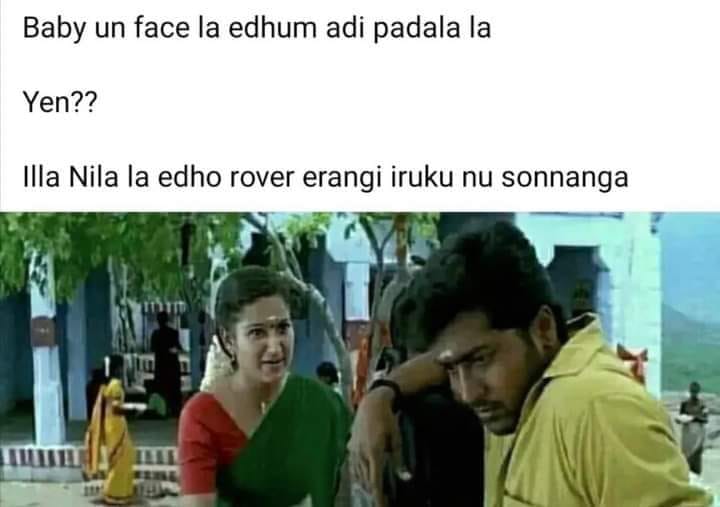 Baby un face la edhum adi padala la
Yen??
Illa Nila la edho rover erangi iruku nu sonnanga